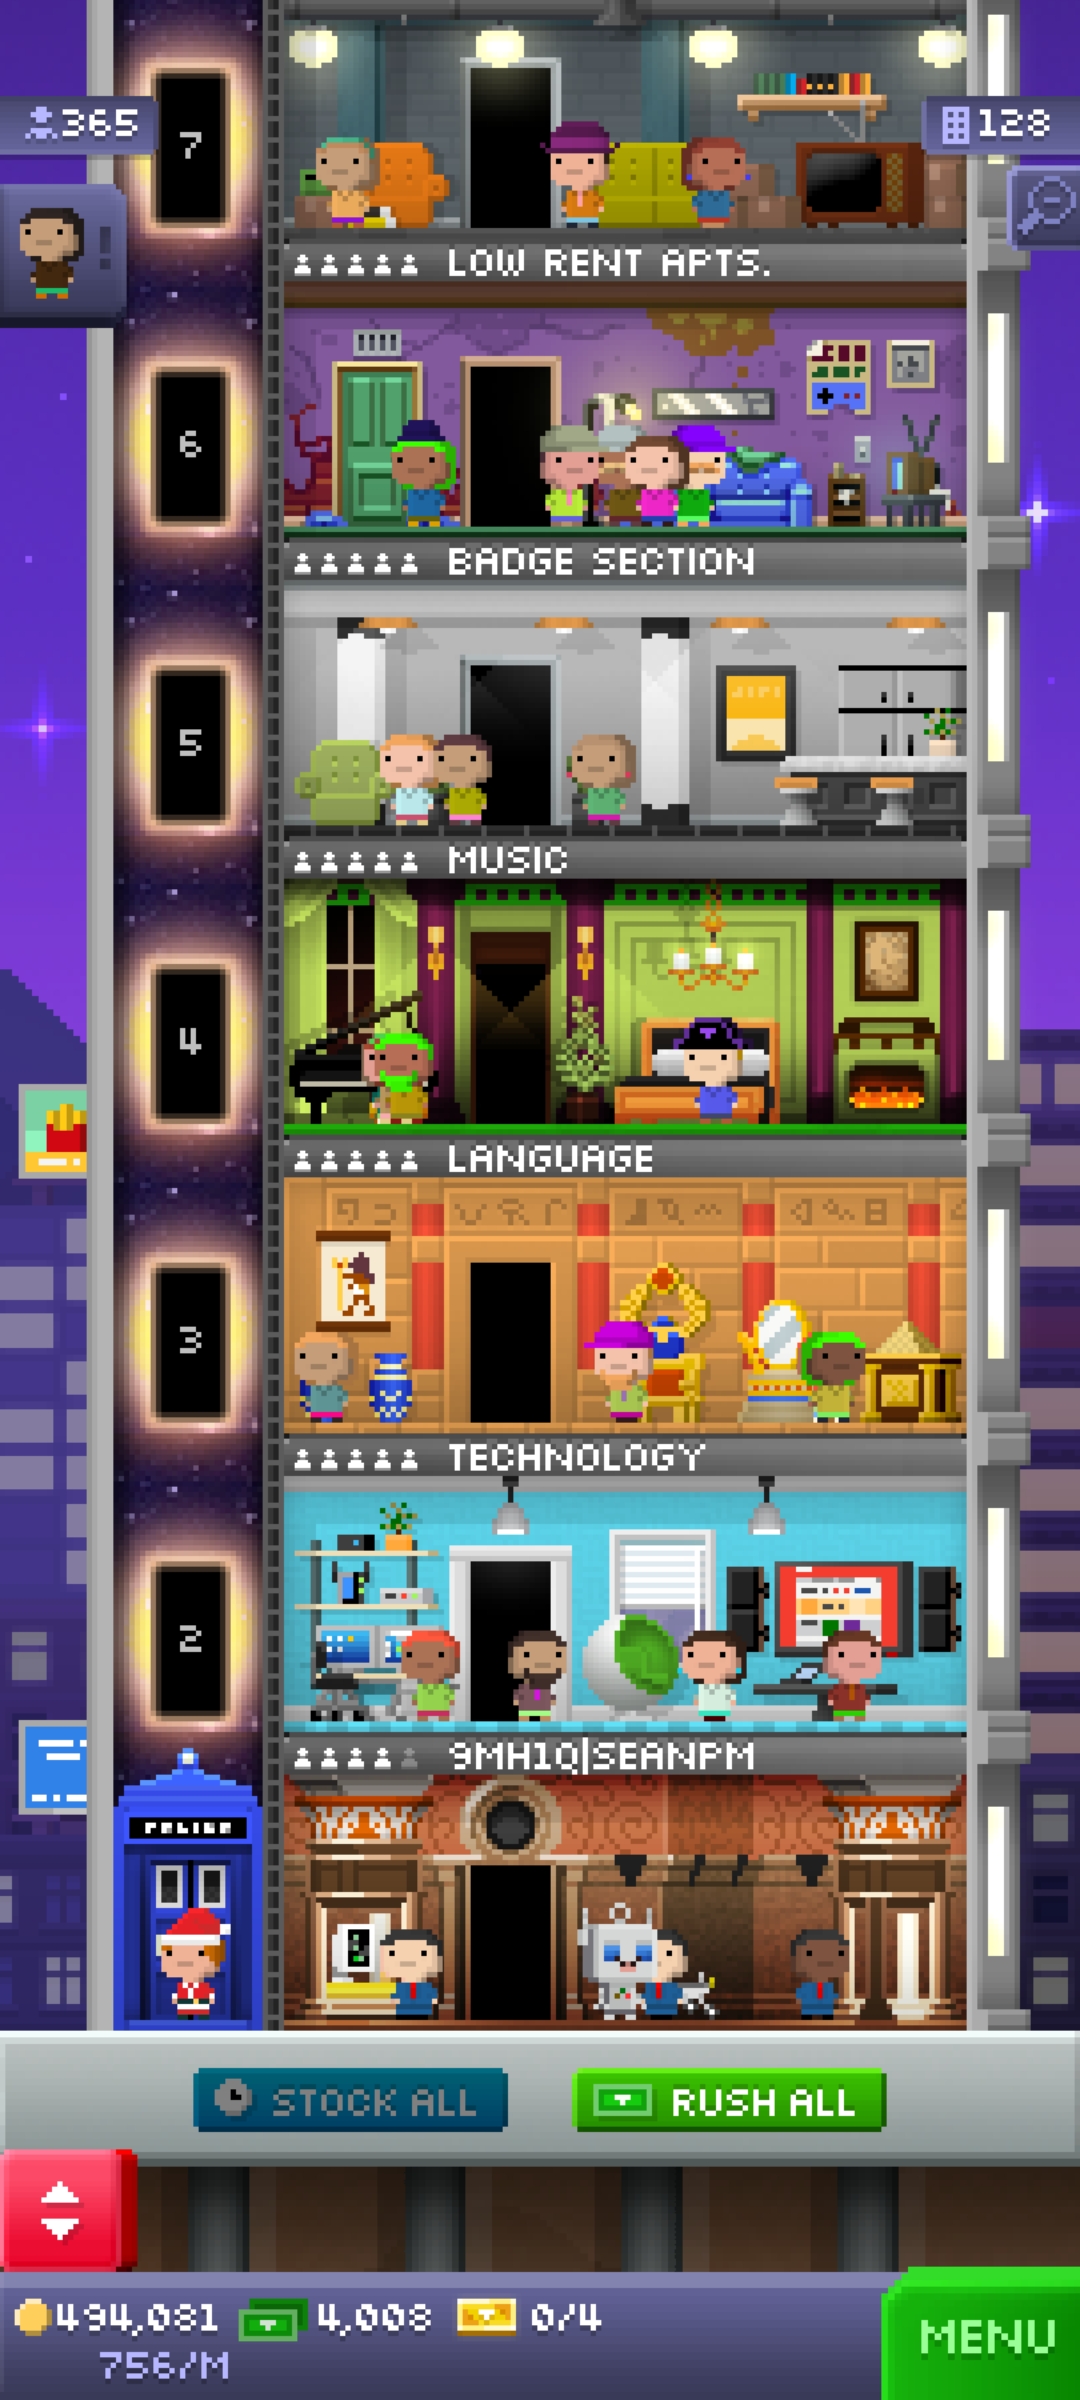 7
365
128
LOW RENT APTS.
6
BADGE SECTION
5
MUSIC
4
LANGUAGE
3
TECHNOLOGY
2
9MH1Q|SEANPM
POLICE
STOCK ALL
RUSH ALL
494,081
4,008
0/4
756/M
MENU